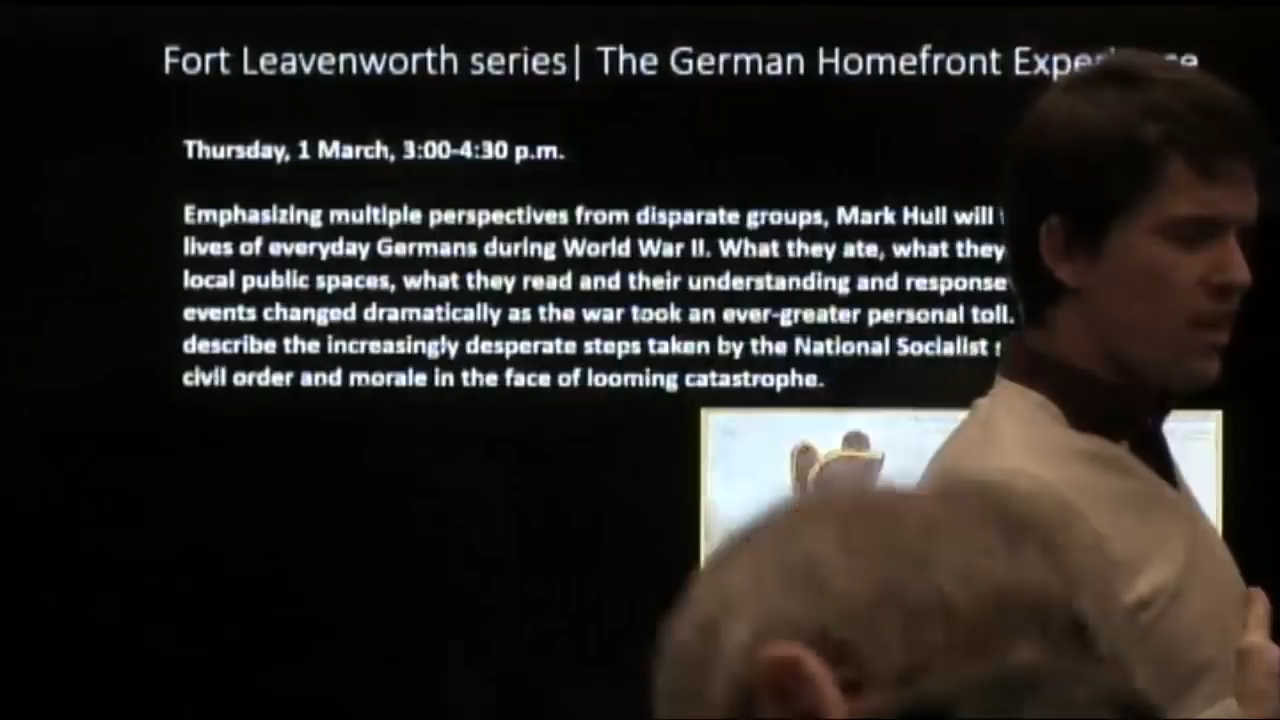 Fort Leavenworth series| The German Homefront
Thursday, 1 March, 3:00-4:30 p.m.
Emphasizing multiple perspectives from disparate groups, Mark Hull will
lives of everyday Germans during World War II. What they ate, what they
local public spaces, what they read and their understanding and response
events changed dramatically as the war took an ever-greater personal toll.
describe the increasingly desperate steps taken by the National Socialist
civil order and morale in the face of looming catastrophe.